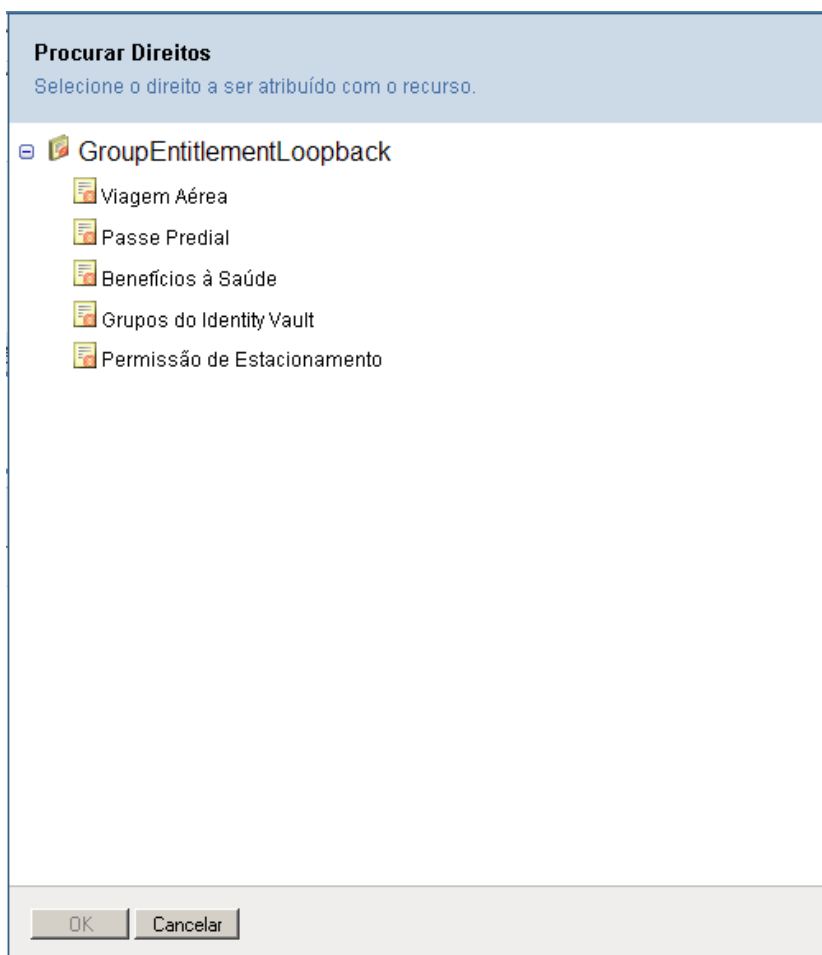 Procurar Direitos
Selecione o direito a ser atribuído com o recurso.
GroupEntitlementLoopback
Viagem Aérea
Passe Predial
Benefícios à Saúde
Grupos do Identity Vault
Permissão de Estacionamento
OK Cancelar